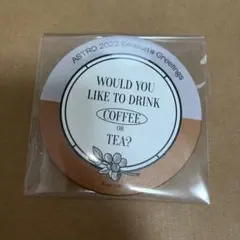 ASTRO 2022 Season's Greetings
WOULD YOU
LIKE TO DRINK
COFFEE
OR
TEA?